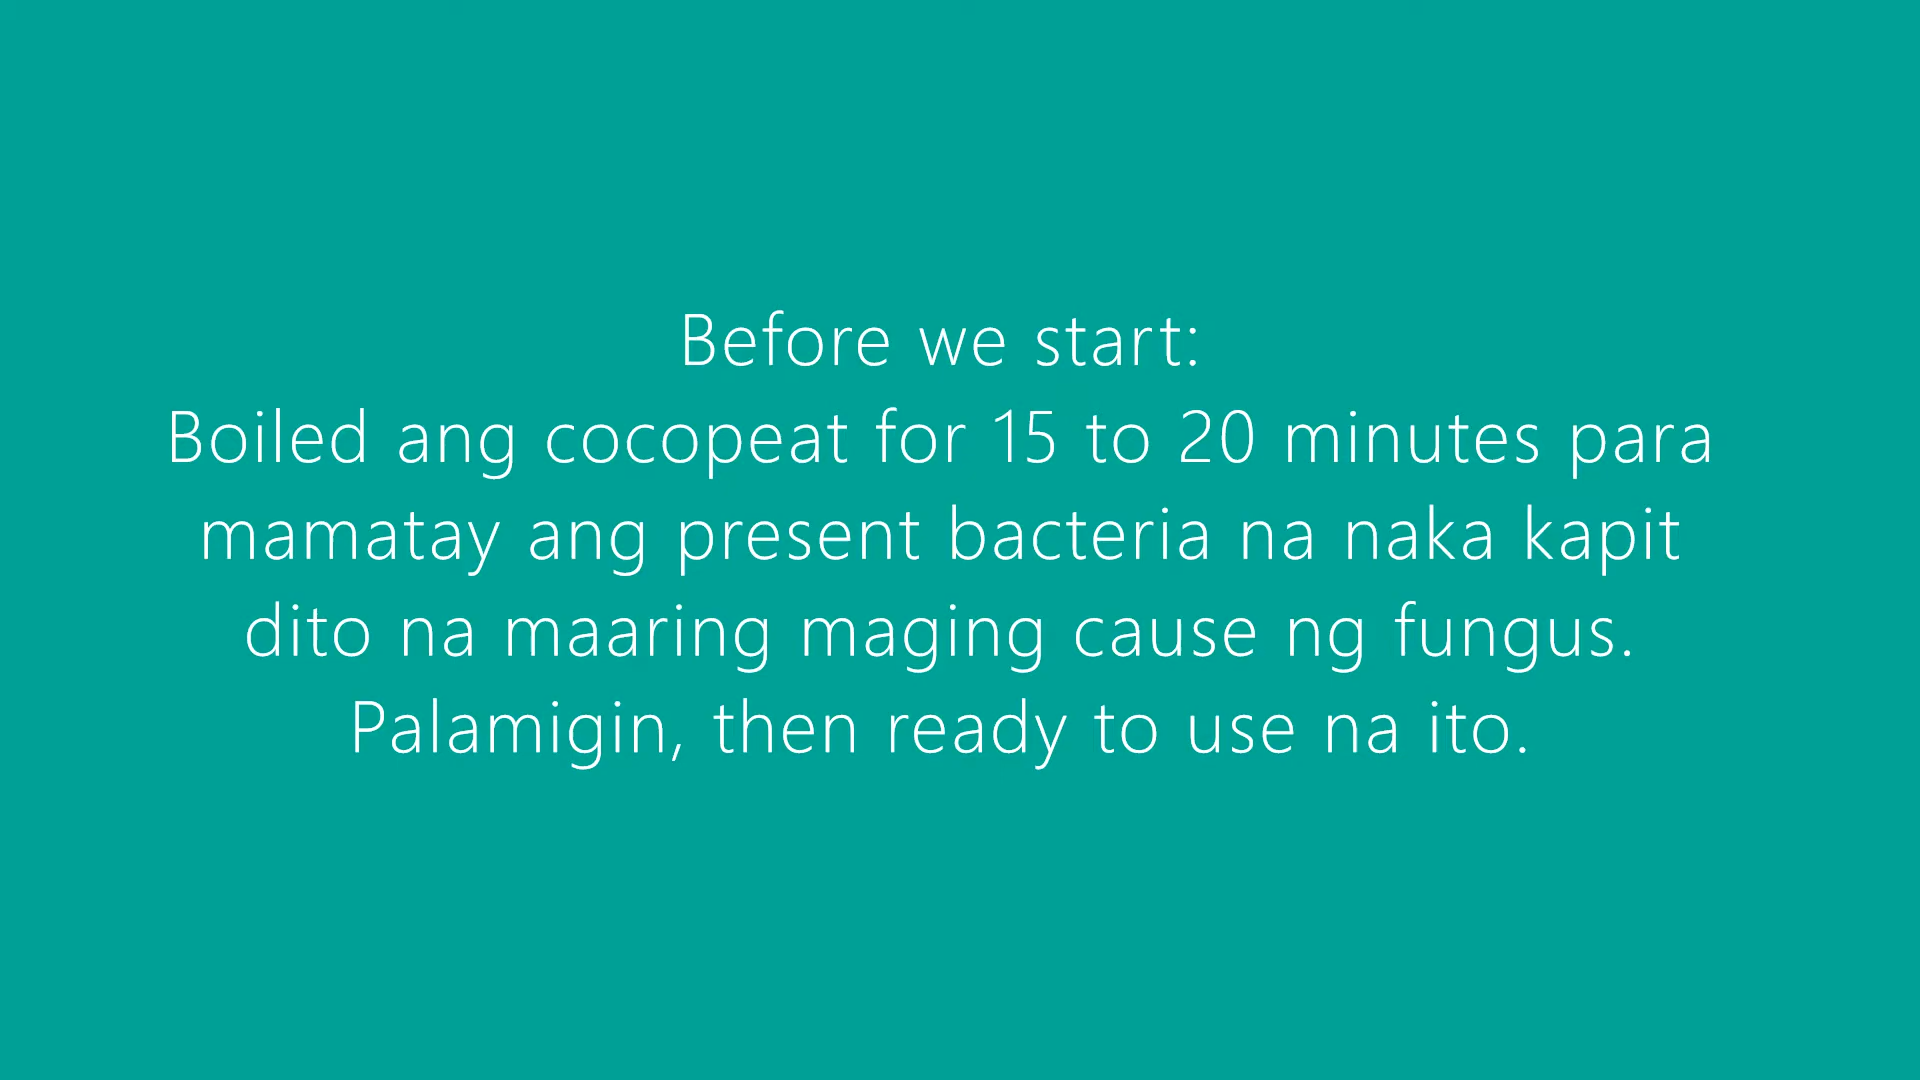 Before we start:
Boiled ang cocopeat for 15 to 20 minutes para
mamatay ang present bacteria na naka kapit
dito na maaring maging cause ng fungus.
Palamigin, then ready to use na ito.